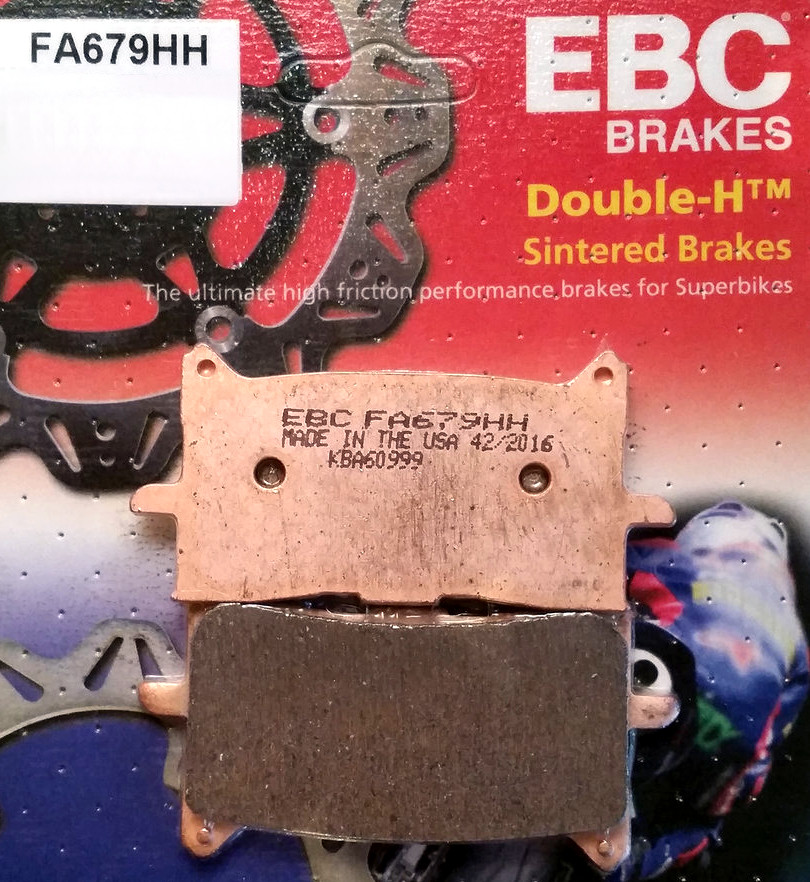 FA679HH
EBC
BRAKES
Double-H™
Sintered Brakes
The ultimate high friction performance brakes for Superbikes
EBC FA679HH
MADE IN THE USA 42/2016
KBA60999